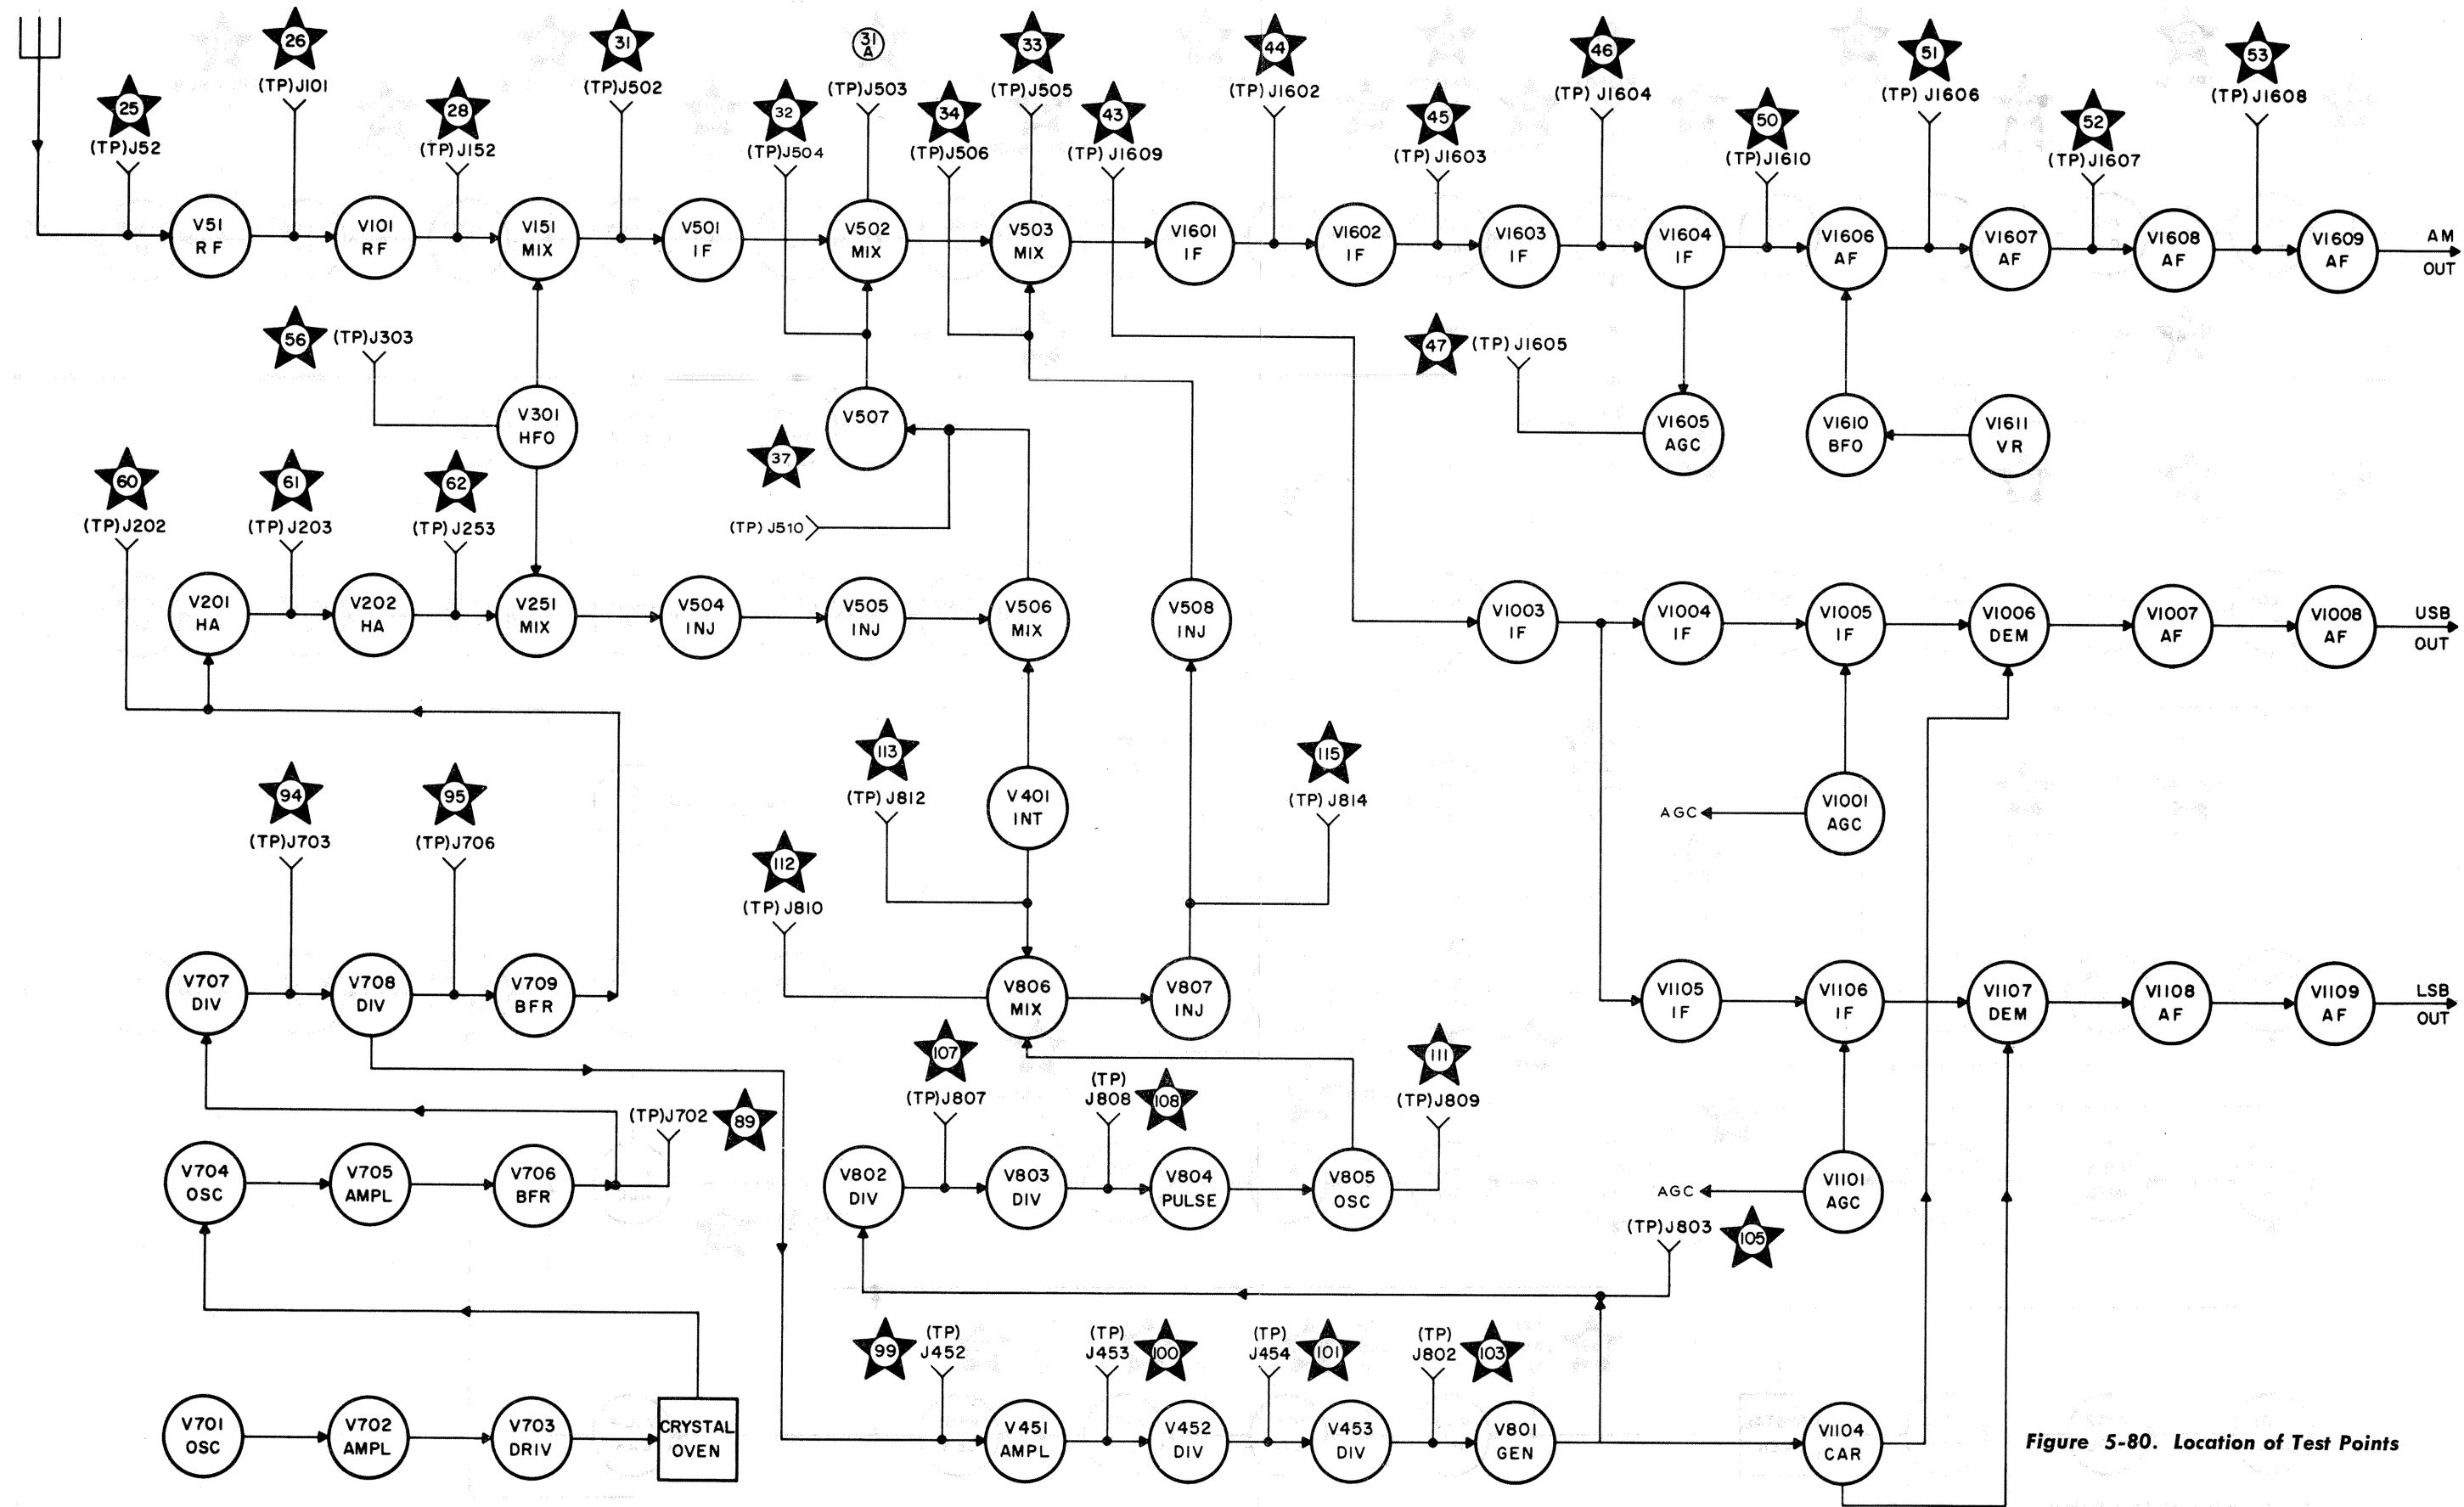 26
31
31
A
33
44
46
51
53
(TP)J101
(TP)J502
(TP)J503
(TP)J505
(TP)J1602
(TP)J1604
(TP)J1606
(TP)J1608
25
28
32
34
43
45
50
52
(TP)J52
(TP)J152
(TP)J504
(TP)J506
(TP)J1609
(TP)J1603
(TP)J1610
(TP)J1607
V51
RF
V101
RF
V151
MIX
V501
IF
V502
MIX
V503
MIX
V1601
IF
V1602
IF
V1603
IF
V1604
IF
V1606
AF
V1607
AF
V1608
AF
V1609
AF
AM
OUT
56
(TP)J303
47
(TP)J1605
V301
HFO
V507
V1605
AGC
V1610
BFO
V1611
VR
37
(TP)J510
60
61
62
(TP)J202
(TP)J203
(TP)J253
V201
HA
V202
HA
V251
MIX
V504
INJ
V505
INJ
V506
MIX
V508
INJ
V1003
IF
V1004
IF
V1005
IF
V1006
DEM
V1007
AF
V1008
AF
USB
OUT
113
(TP)J812
115
(TP)J814
94
(TP)J703
95
(TP)J706
V401
INT
AGC
V1001
AGC
112
(TP)J810
V707
DIV
V708
DIV
V709
BFR
V806
MIX
V807
INJ
V1105
IF
V1106
IF
V1107
DEM
V1108
AF
V1109
AF
LSB
OUT
107
(TP)J807
(TP)
J808
108
111
(TP)J809
(TP)J702
89
V704
OSC
V705
AMPL
V706
BFR
V802
DIV
V803
DIV
V804
PULSE
V805
OSC
AGC
V1101
AGC
(TP)J803
105
99
(TP)
J452
(TP)
J453
100
(TP)
J454
101
(TP)
J802
103
V701
OSC
V702
AMPL
V703
DRIV
CRYSTAL
OVEN
V451
AMPL
V452
DIV
V453
DIV
V801
GEN
V1104
CAR
Figure 5-80. Location of Test Points